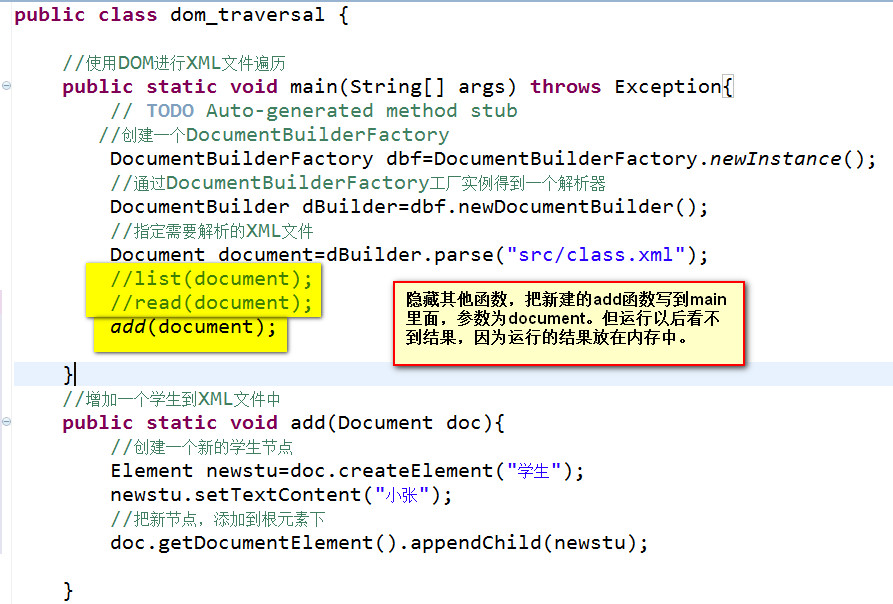 public class dom_traversal {
//使用DOM进行XML文件遍历
public static void main(String[] args) throws Exception{
// TODO Auto-generated method stub
//创建一个DocumentBuilderFactory
DocumentBuilderFactory dbf=DocumentBuilderFactory.newInstance();
//通过DocumentBuilderFactory工厂实例得到一个解析器
DocumentBuilder dBuilder=dbf.newDocumentBuilder();
//指定需要解析的XML文件
Document document=dBuilder.parse("src/class.xml");
//list(document);
//read(document);
add(document);
隐藏其他函数，把新建的add函数写到main
里面，参数为document。但运行以后看不
到结果，因为运行的结果放在内存中。
}
//增加一个学生到XML文件中
public static void add(Document doc){
//创建一个新的学生节点
Element newstu=doc.createElement("学生");
newstu.setTextContent("小张");
//把新节点，添加到根元素下
doc.getDocumentElement().appendChild(newstu);
}